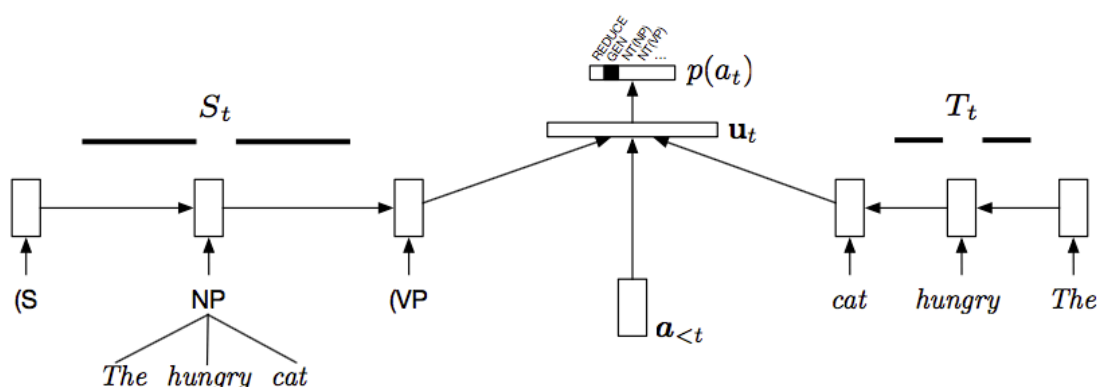 REDUCE
GEN
NT(NP)
NT(VP)
...
p(a_t)
S_t
u_t
T_t
(S
NP
(VP
cat
hungry
The
a_{<t}
The hungry cat